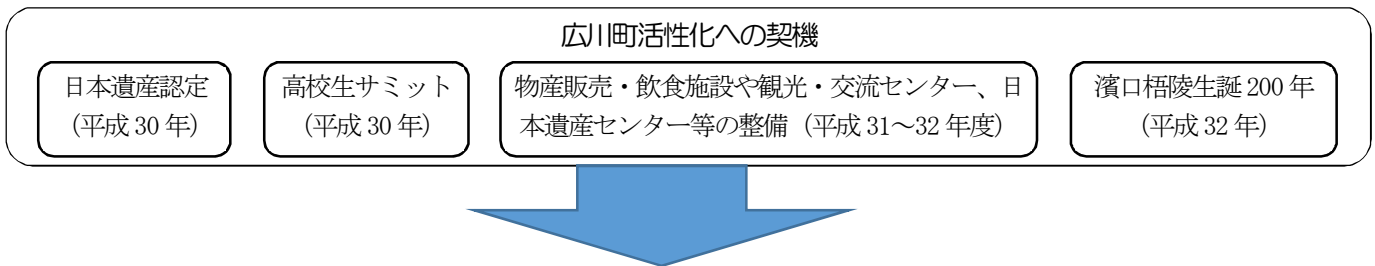 広川町活性化への契機
日本遺産認定
(平成 30 年)
高校生サミット
(平成 30 年)
物産販売・飲食施設や観光・交流センター、日
本遺産センター等の整備（平成 31～32 年度）
濱口梧陵生誕 200 年
(平成 32 年)